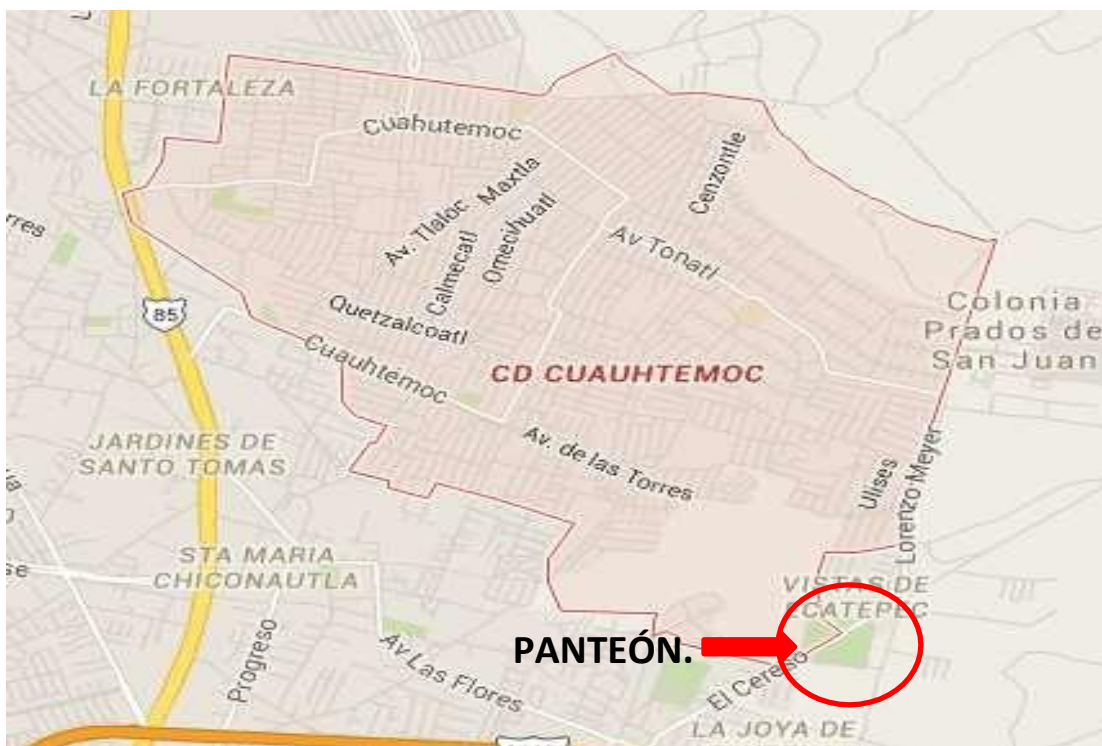 LA FORTALEZA
Cuahutemoc
Cenzontle
Maxtla
Av. Tlaloc
Omecihuatl
Calmecatl
Av Tonatl
rres
85
Quetzalcoatl
Colonia
Prados de
San Juan
Cuauhtémoc
CD CUAUHTEMOC
JARDINES DE
SANTO TOMAS
Av. de las Torres
Ulises
Lorenzo Meyer
STA MARIA
CHICONAUTLA
se
VISTAS DE
ECATEPEC
PANTEÓN.
Progreso
Av Las Flores
El Cereso
LA JOYA DE